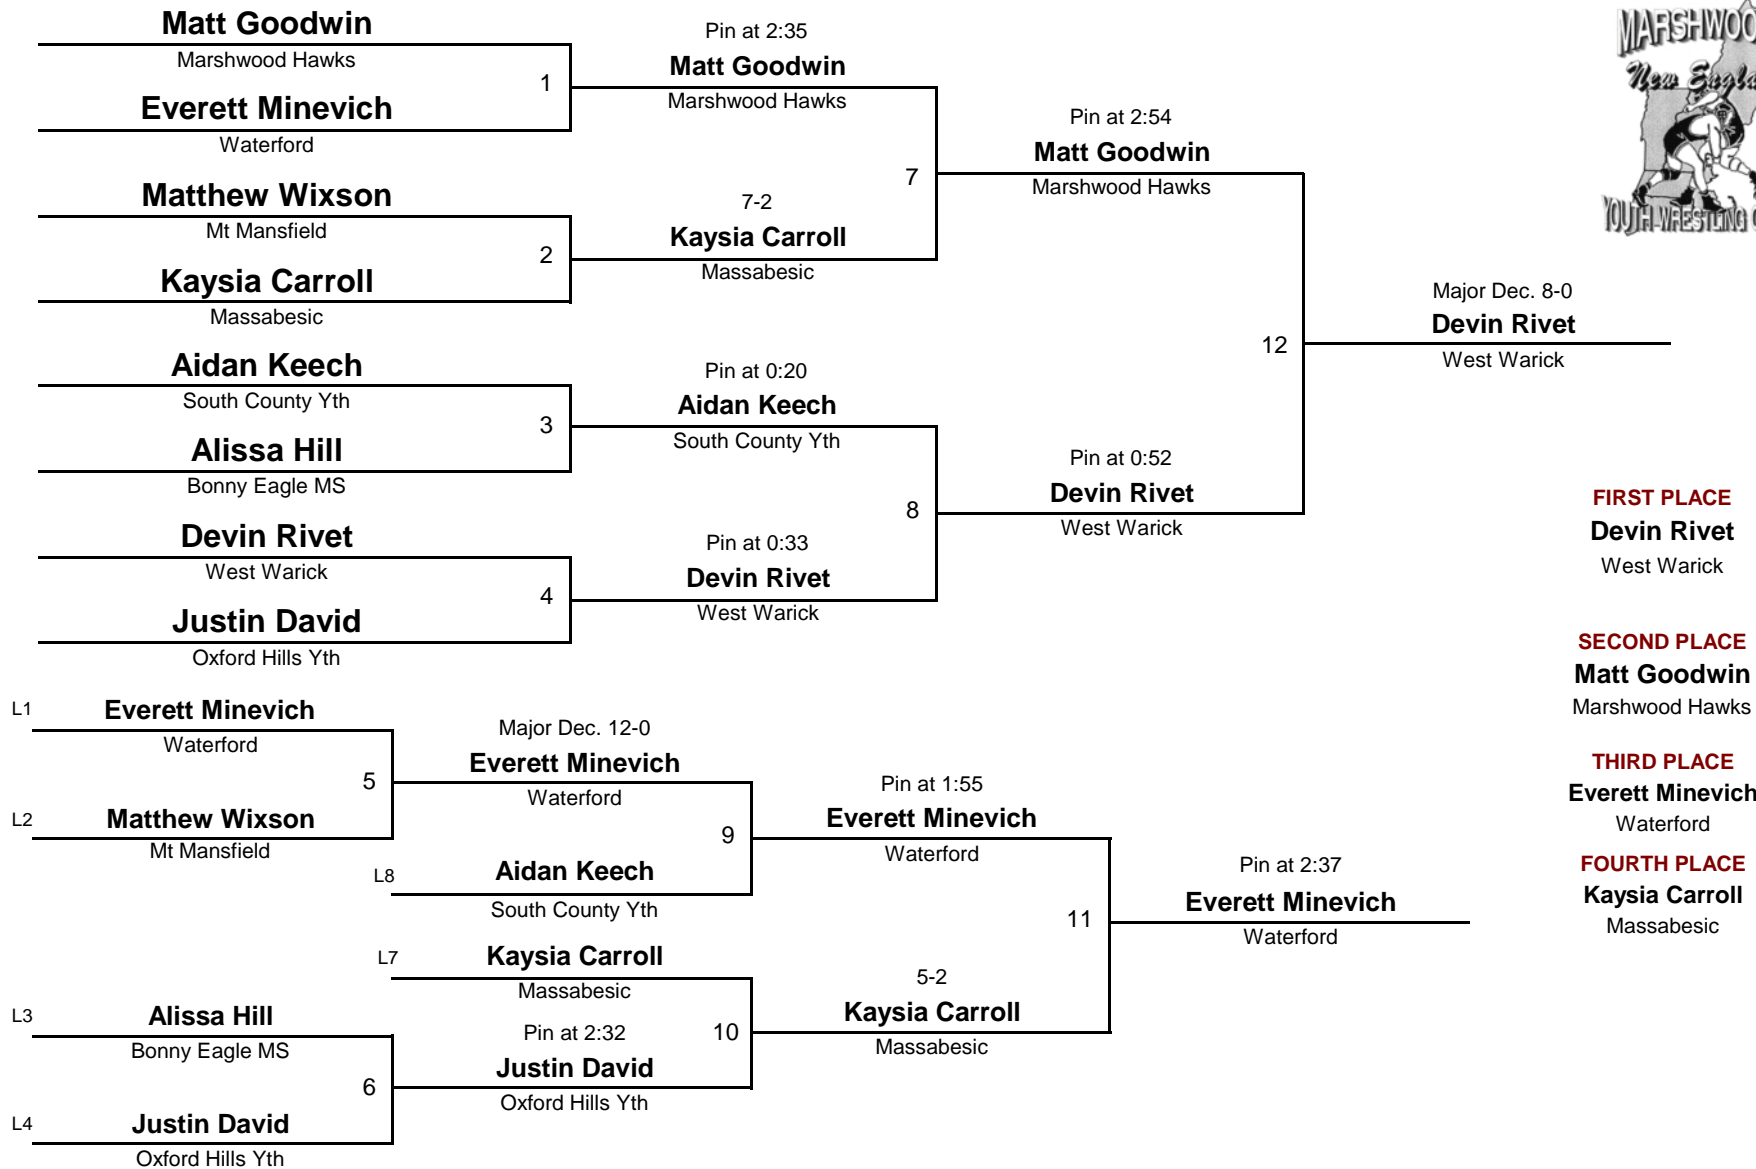 Matt Goodwin
Marshwood Hawks
1
Everett Minevich
Waterford
Matthew Wixson
Mt Mansfield
2
Kaysia Carroll
Massabesic
Aidan Keech
South County Yth
3
Alissa Hill
Bonny Eagle MS
Devin Rivet
West Warick
4
Justin David
Oxford Hills Yth
Pin at 2:35
Matt Goodwin
Marshwood Hawks
7
7-2
Kaysia Carroll
Massabesic
Pin at 0:20
Aidan Keech
South County Yth
8
Pin at 0:33
Devin Rivet
West Warick
Pin at 2:54
Matt Goodwin
Marshwood Hawks
12
Pin at 0:52
Devin Rivet
West Warick
Major Dec. 8-0
Devin Rivet
West Warick
L1
Everett Minevich
Waterford
5
L2
Matthew Wixson
Mt Mansfield
L3
Alissa Hill
Bonny Eagle MS
6
L4
Justin David
Oxford Hills Yth
Major Dec. 12-0
Everett Minevich
Waterford
9
L8
Aidan Keech
South County Yth
L7
Kaysia Carroll
Massabesic
10
Pin at 2:32
Justin David
Oxford Hills Yth
Pin at 1:55
Everett Minevich
Waterford
11
5-2
Kaysia Carroll
Massabesic
Pin at 2:37
Everett Minevich
Waterford
New
YOUTH WRESTLING
FIRST PLACE
Devin Rivet
West Warick
SECOND PLACE
Matt Goodwin
Marshwood Hawks
THIRD PLACE
Everett Minevich
Waterford
FOURTH PLACE
Kaysia Carroll
Massabesic